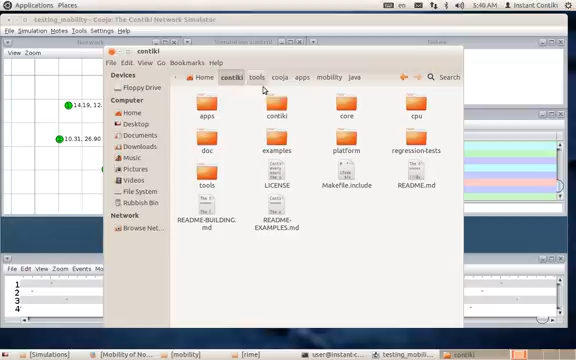 Applications Places
en
5:40 AM
Instant Contiki
testing_mobility - Cooja: The Contiki Network Simulator
File Simulation Motes Tools Settings Help
View Zoom
contiki
File Edit View Go Bookmarks Help
Devices
Floppy Drive
Computer
Home
Desktop
Documents
Downloads
Music
Pictures
Videos
File System
Rubbish Bin
Network
Browse Net...
Home contiki tools cooja apps mobility java
Search
apps contiki core cpu
doc examples platform regression-tests
tools LICENSE Makefile.include README.md
README-BUILDING.md
README-EXAMPLES.md
14.19, 12.
10.31, 26.90
File Edit View Zoom Events Mo
1
2
3
4
[Simulations]
[Mobility of No...
[mobility]
[rime]
user@instant-c...
testing_mobili...
contiki